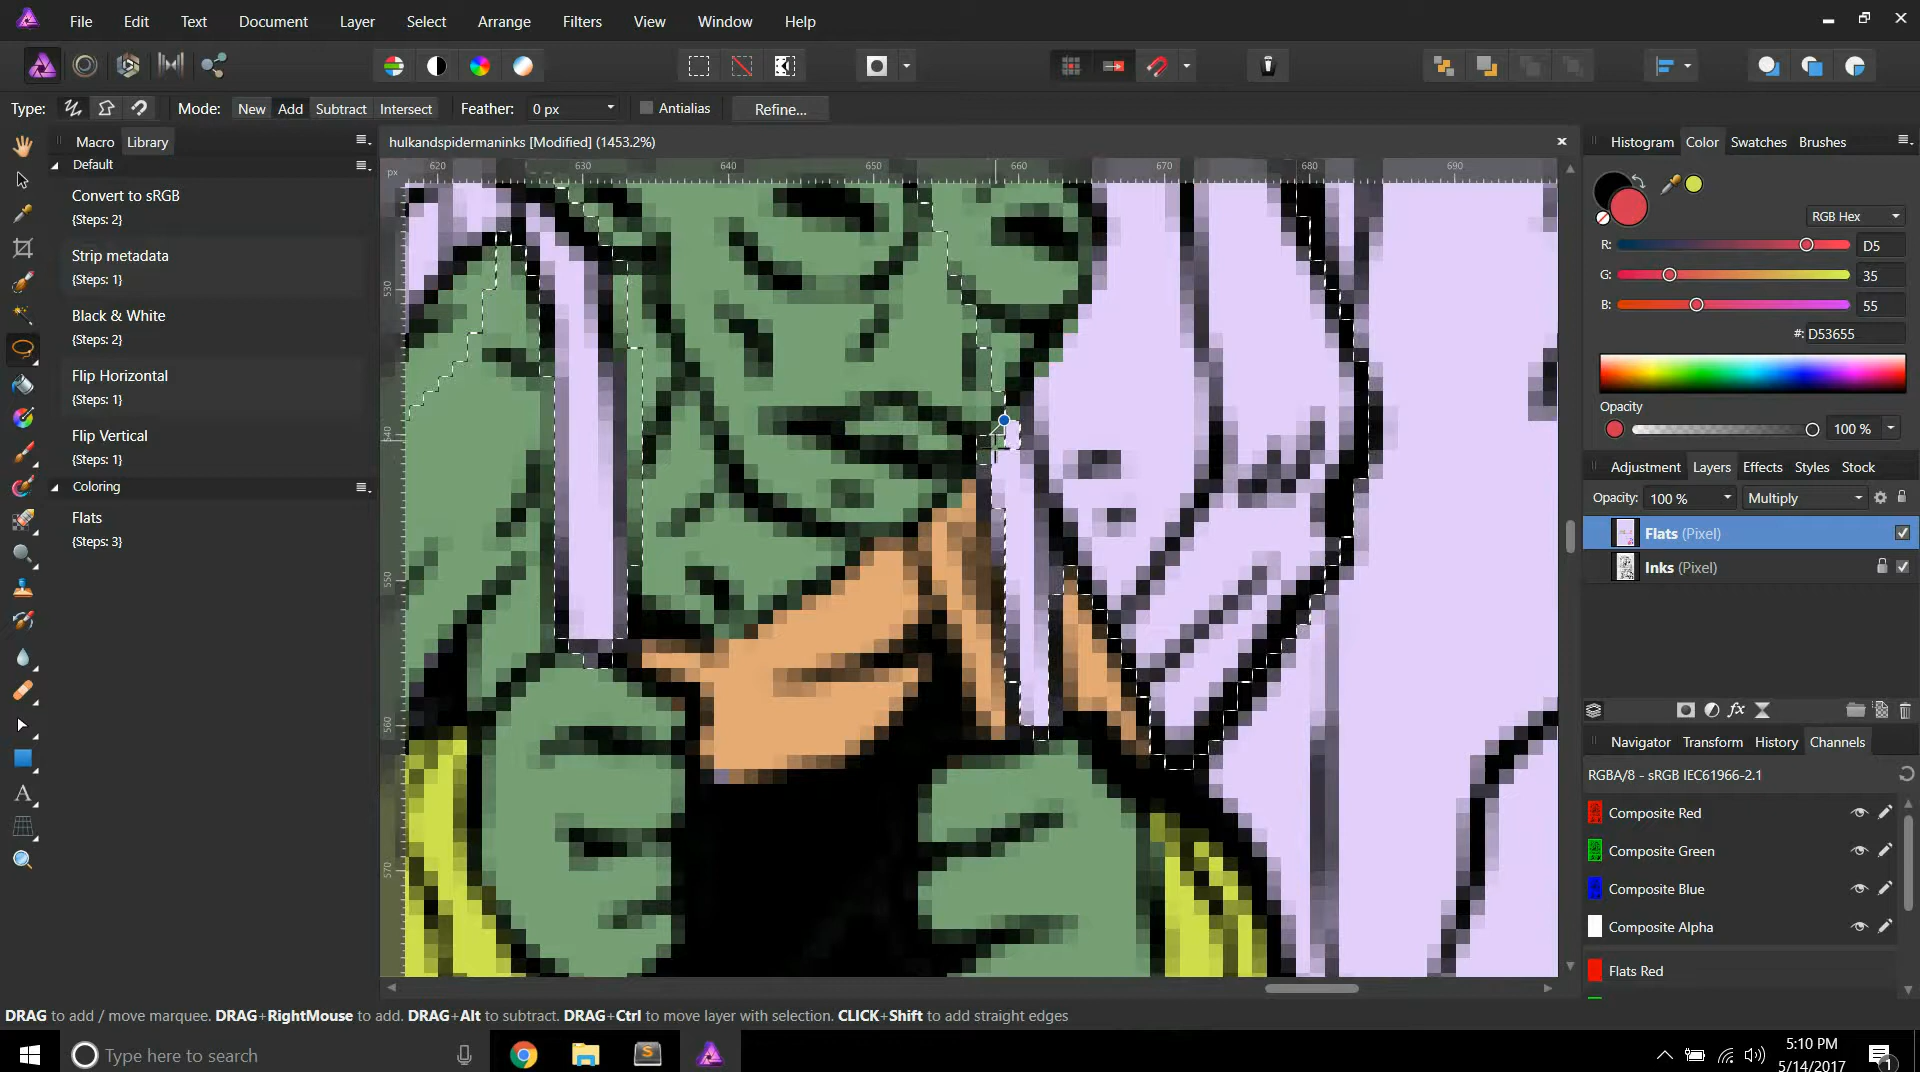 File Edit Text Document Layer Select Arrange Filters View Window Help
Type: Mode: New Add Subtract Intersect Feather: 0 px Antialias Refine...
Macro Library
Default
Convert to sRGB
{Steps: 2}
Strip metadata
{Steps: 1}
Black & White
{Steps: 2}
Flip Horizontal
{Steps: 1}
Flip Vertical
{Steps: 1}
Coloring
Flats
{Steps: 3}
hulkandspidermaninks [Modified] (1453.2%)
px 620 630 640 650 660 670 680 690
530
540
550
560
570
Histogram Color Swatches Brushes
RGB Hex
R: D5
G: 35
B: 55
#: D53655
Opacity
100 %
Adjustment Layers Effects Styles Stock
Opacity: 100 % Multiply
Flats (Pixel)
Inks (Pixel)
Navigator Transform History Channels
RGBA/8 - sRGB IEC61966-2.1
Composite Red
Composite Green
Composite Blue
Composite Alpha
Flats Red
DRAG to add / move marquee. DRAG+RightMouse to add. DRAG+Alt to subtract. DRAG+Ctrl to move layer with selection. CLICK+Shift to add straight edges
Type here to search
5:10 PM
5/14/2017
1